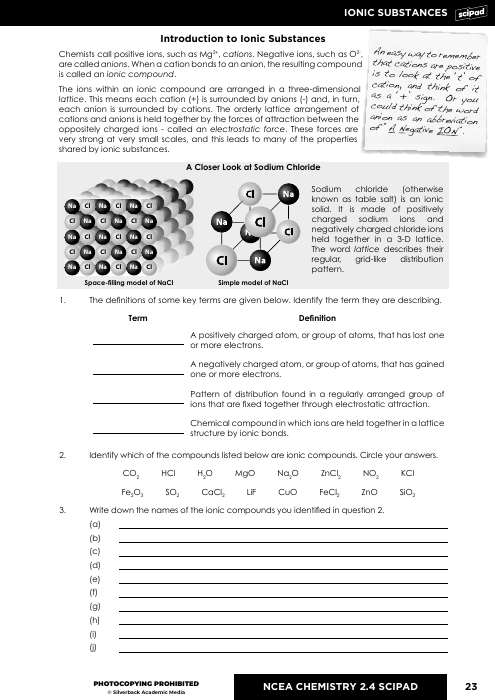 IONIC SUBSTANCES scipad
Introduction to Ionic Substances
Chemists call positive ions, such as Mg²⁺, cations. Negative ions, such as O²⁻,
are called anions. When a cation bonds to an anion, the resulting compound
is called an ionic compound.
The ions within an ionic compound are arranged in a three-dimensional
lattice. This means each cation (+) is surrounded by anions (-) and, in turn,
each anion is surrounded by cations. The orderly lattice arrangement of
cations and anions is held together by the forces of attraction between the
oppositely charged ions - called an electrostatic force. These forces are
very strong at very small scales, and this leads to many of the properties
shared by ionic substances.
An easy way to remember
that cations are positive
is to look at the 't' of
cation, and think of it
as a '+' sign. Or you
could think of the word
anion as an abbreviation
of "A Negative ION".
A Closer Look at Sodium Chloride
Na Cl Na Cl Na
Cl Na Cl Na Cl
Na Cl Na Cl Na
Cl Na Cl Na Cl
Na Cl Na Cl Na
Space-filling model of NaCl
Cl Na
Na Cl
N Cl
Cl Na
Simple model of NaCl
Sodium chloride (otherwise
known as table salt) is an ionic
solid. It is made of positively
charged sodium ions and
negatively charged chloride ions
held together in a 3-D lattice.
The word lattice describes their
regular, grid-like distribution
pattern.
1. The definitions of some key terms are given below. Identify the term they are describing.
Term Definition
A positively charged atom, or group of atoms, that has lost one
or more electrons.
A negatively charged atom, or group of atoms, that has gained
one or more electrons.
Pattern of distribution found in a regularly arranged group of
ions that are fixed together through electrostatic attraction.
Chemical compound in which ions are held together in a lattice
structure by ionic bonds.
2. Identify which of the compounds listed below are ionic compounds. Circle your answers.
CO₂ HCl H₂O MgO Na₂O ZnCl₂ NO₂ KCl
Fe₂O₃ SO₃ CaCl₂ LiF CuO FeCl₂ ZnO SiO₂
3. Write down the names of the ionic compounds you identified in question 2.
(a)
(b)
(c)
(d)
(e)
(f)
(g)
(h)
(i)
(j)
PHOTOCOPYING PROHIBITED
© Silverback Academic Media
NCEA CHEMISTRY 2.4 SCIPAD
23